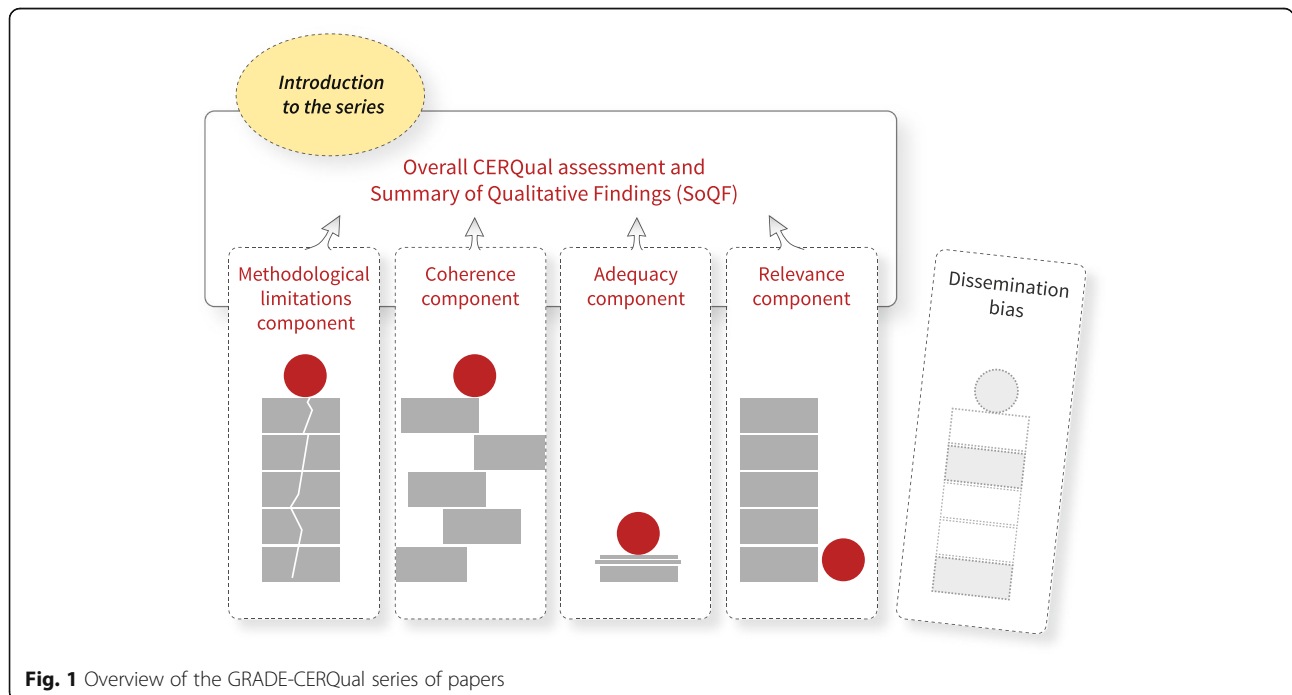 Introduction
to the series
Overall CERQual assessment and
Summary of Qualitative Findings (SoQF)
Methodological
limitations
component
Coherence
component
Adequacy
component
Relevance
component
Dissemination
bias
Fig. 1 Overview of the GRADE-CERQual series of papers